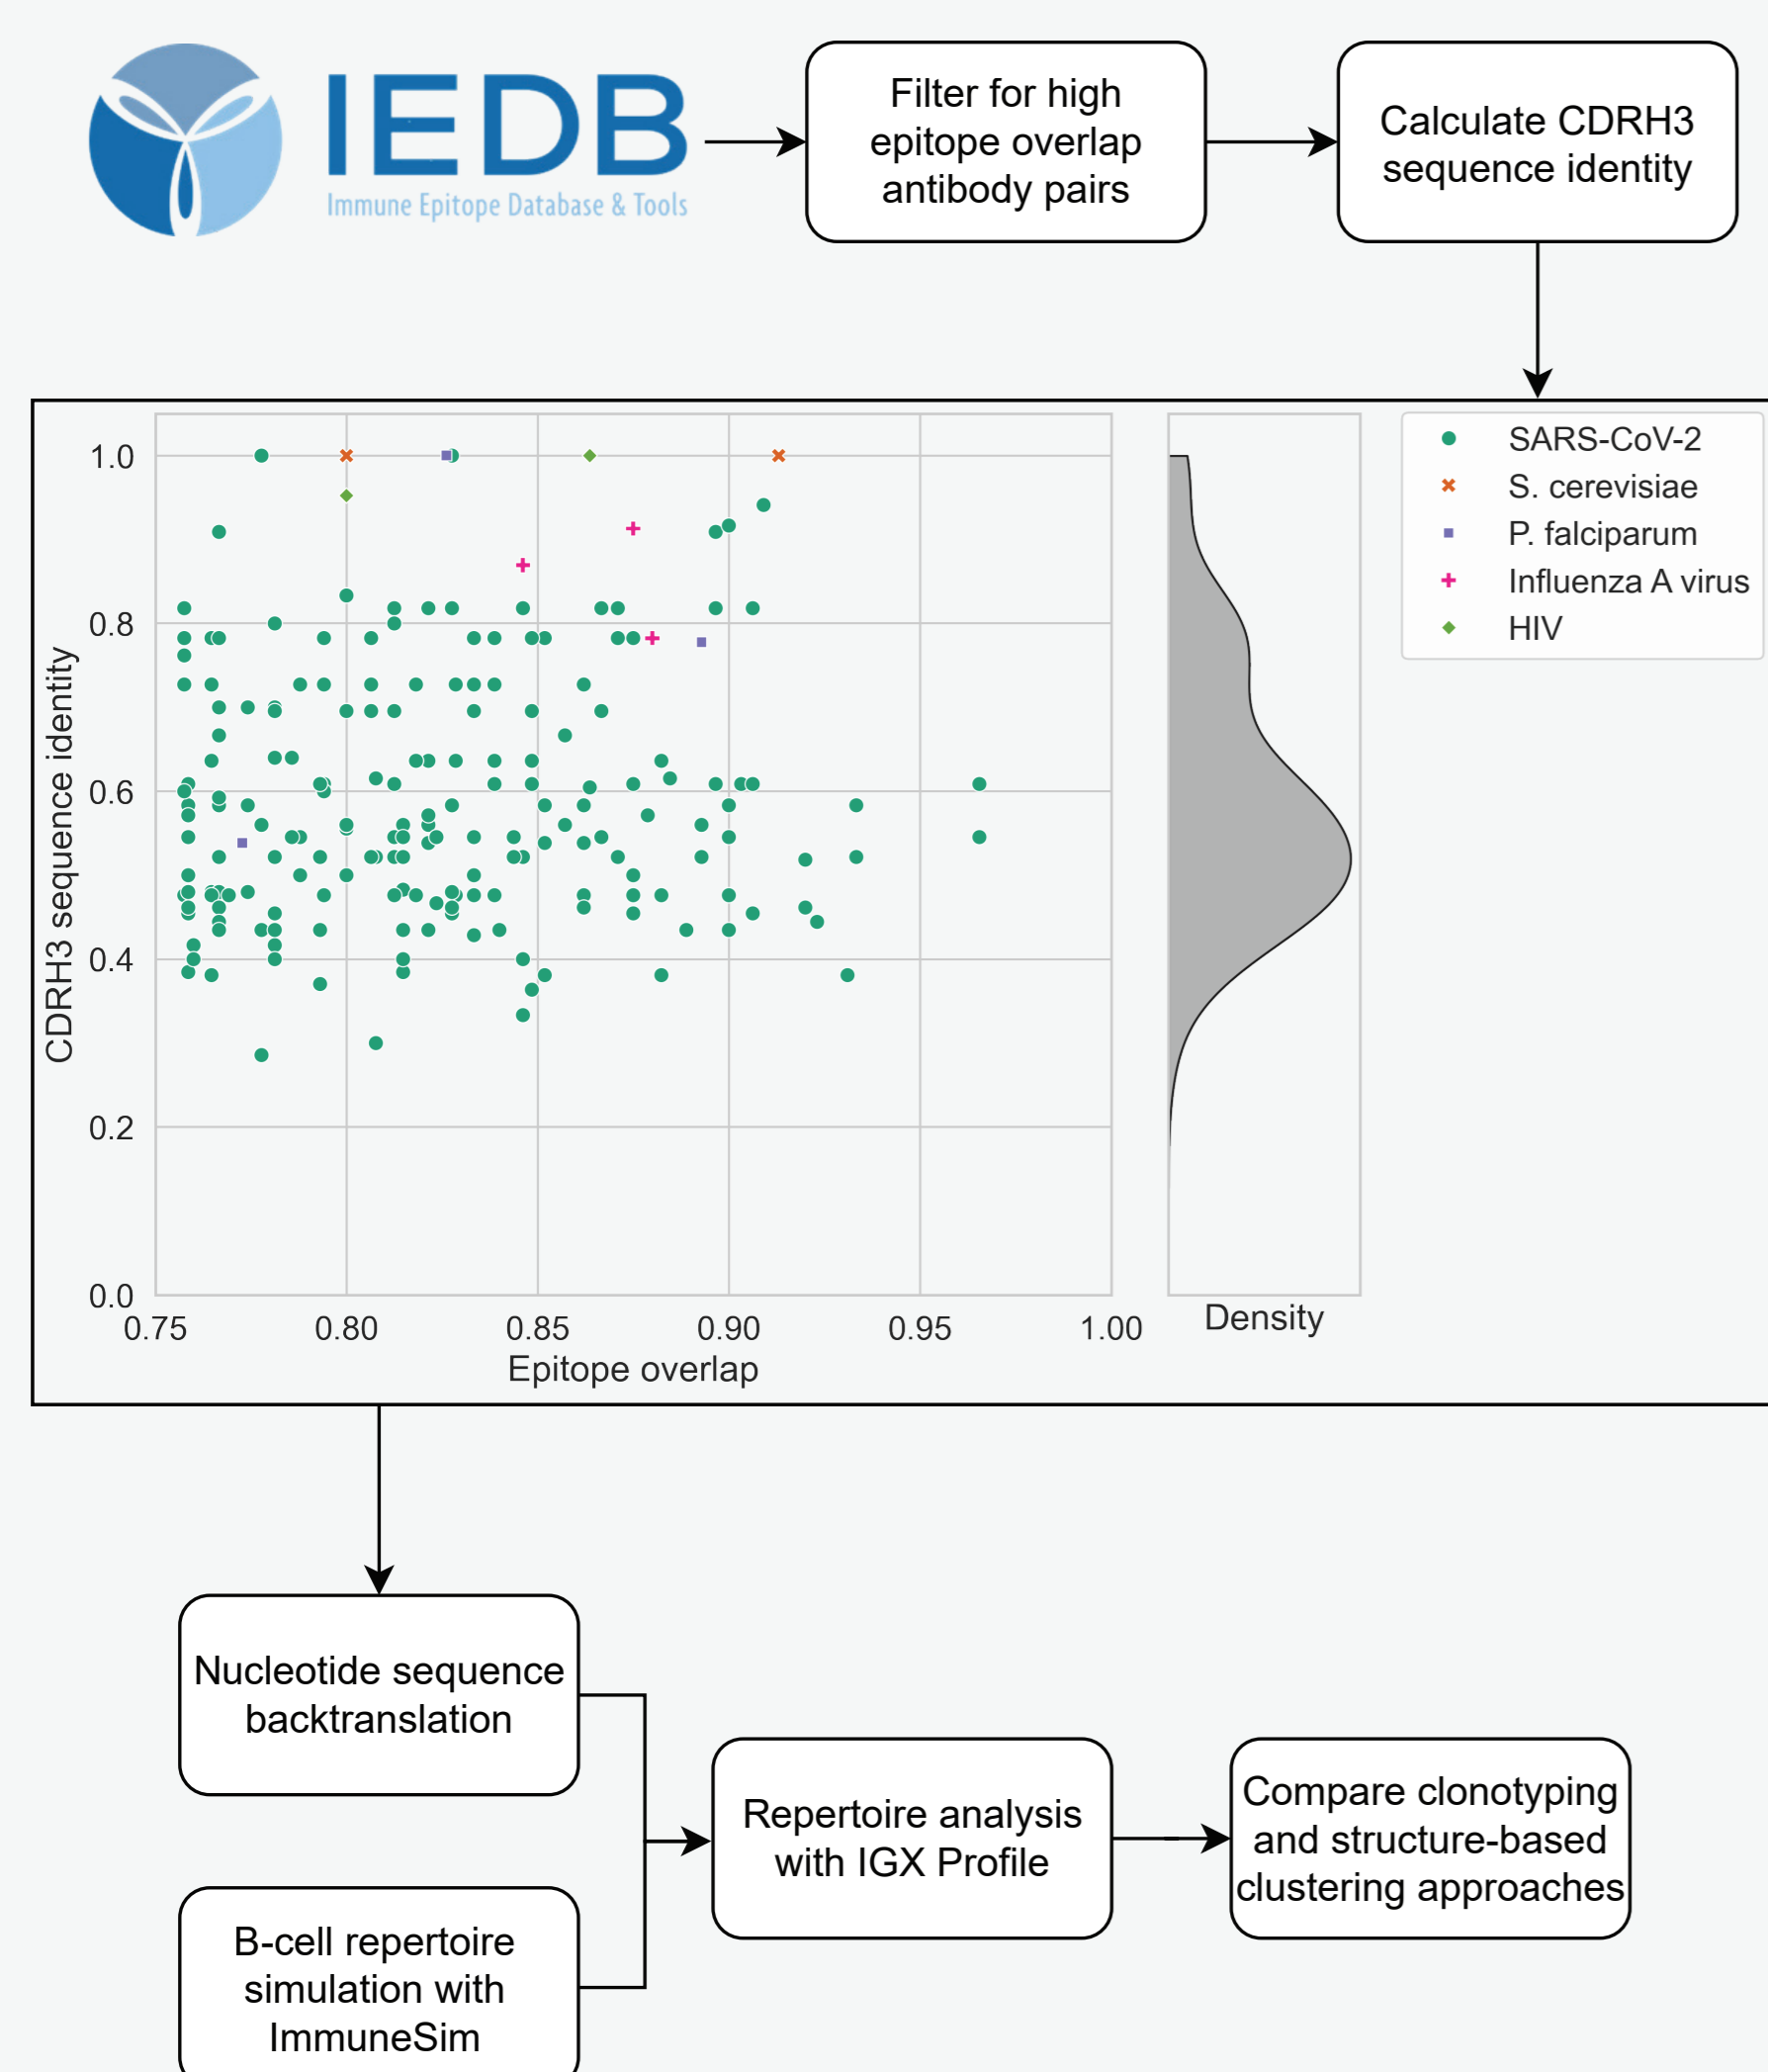 IEDB
Immune Epitope Database & Tools
Filter for high
epitope overlap
antibody pairs
Calculate CDRH3
sequence identity
1.0
0.8
0.6
0.4
0.2
0.0
CDRH3 sequence identity
0.75
0.80
0.85
0.90
0.95
1.00
Epitope overlap
Density
SARS-CoV-2
S. cerevisiae
P. falciparum
Influenza A virus
HIV
Nucleotide sequence
backtranslation
B-cell repertoire
simulation with
ImmuneSim
Repertoire analysis
with IGX Profile
Compare clonotyping
and structure-based
clustering approaches